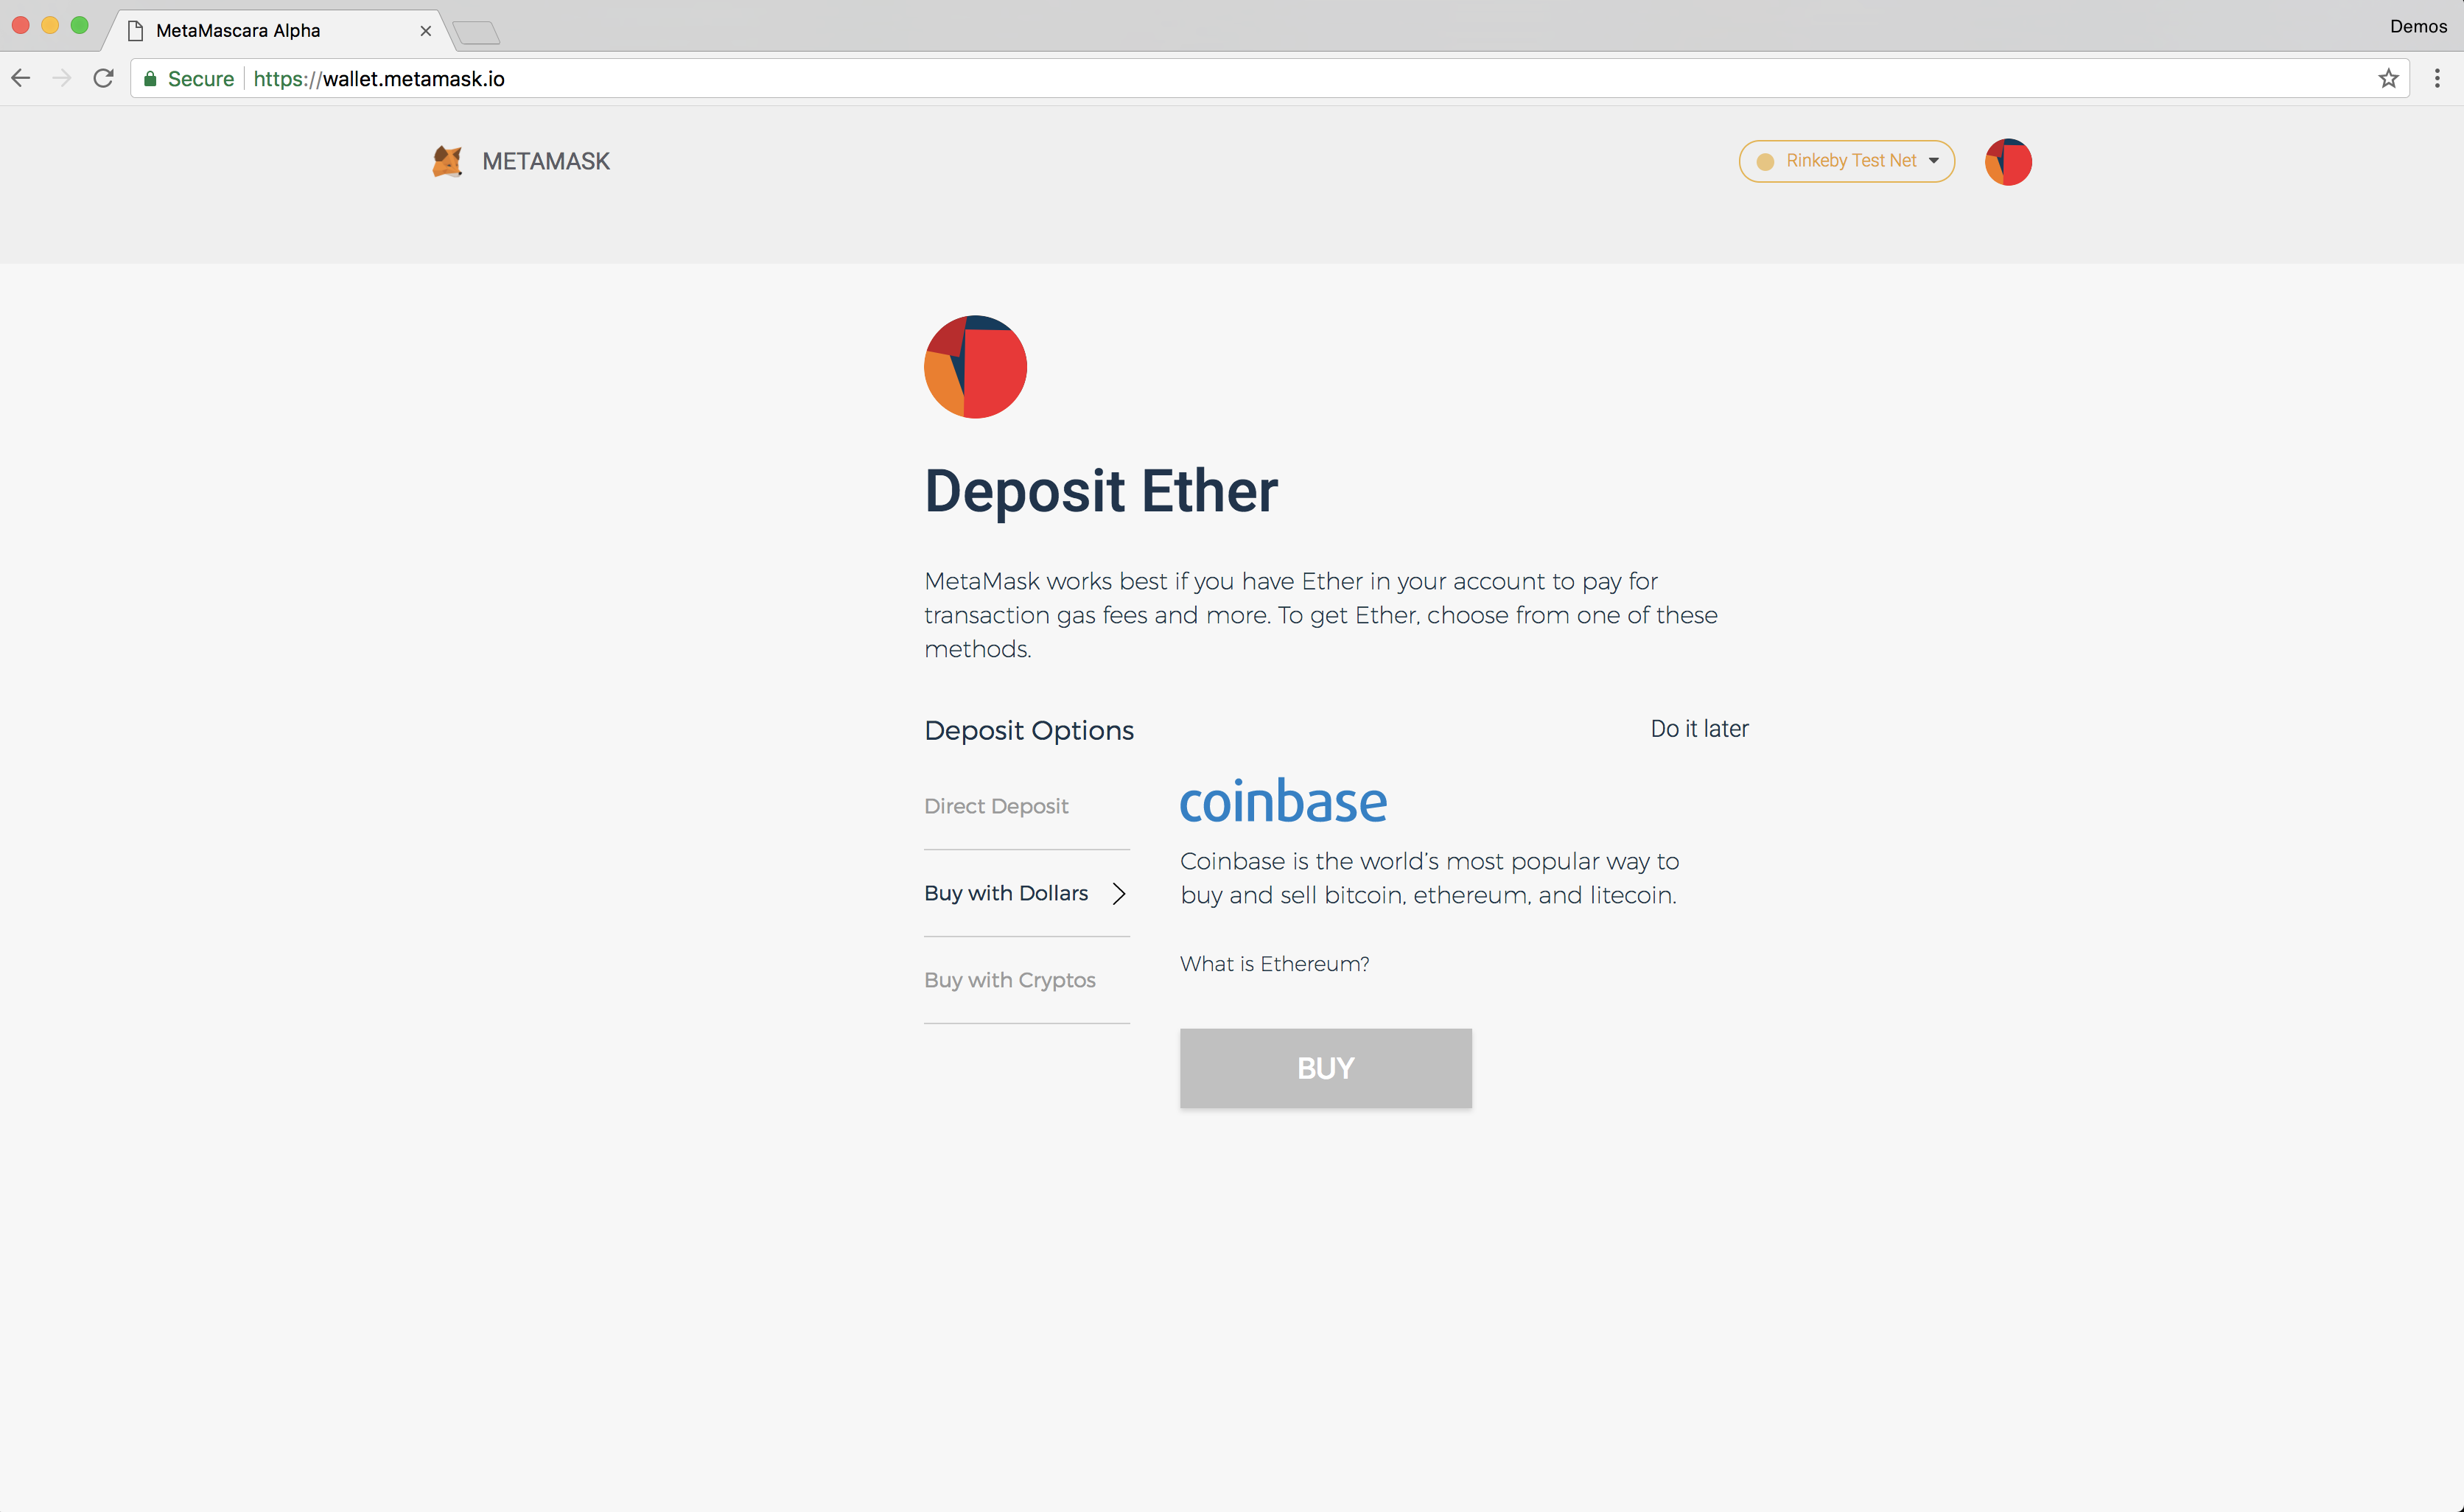 MetaMascara Alpha
Demos
Secure
https://wallet.metamask.io
METAMASK
Rinkeby Test Net
Deposit Ether
MetaMask works best if you have Ether in your account to pay for
transaction gas fees and more. To get Ether, choose from one of these
methods.
Deposit Options
Do it later
Direct Deposit
Buy with Dollars
Buy with Cryptos
coinbase
Coinbase is the world’s most popular way to
buy and sell bitcoin, ethereum, and litecoin.
What is Ethereum?
BUY